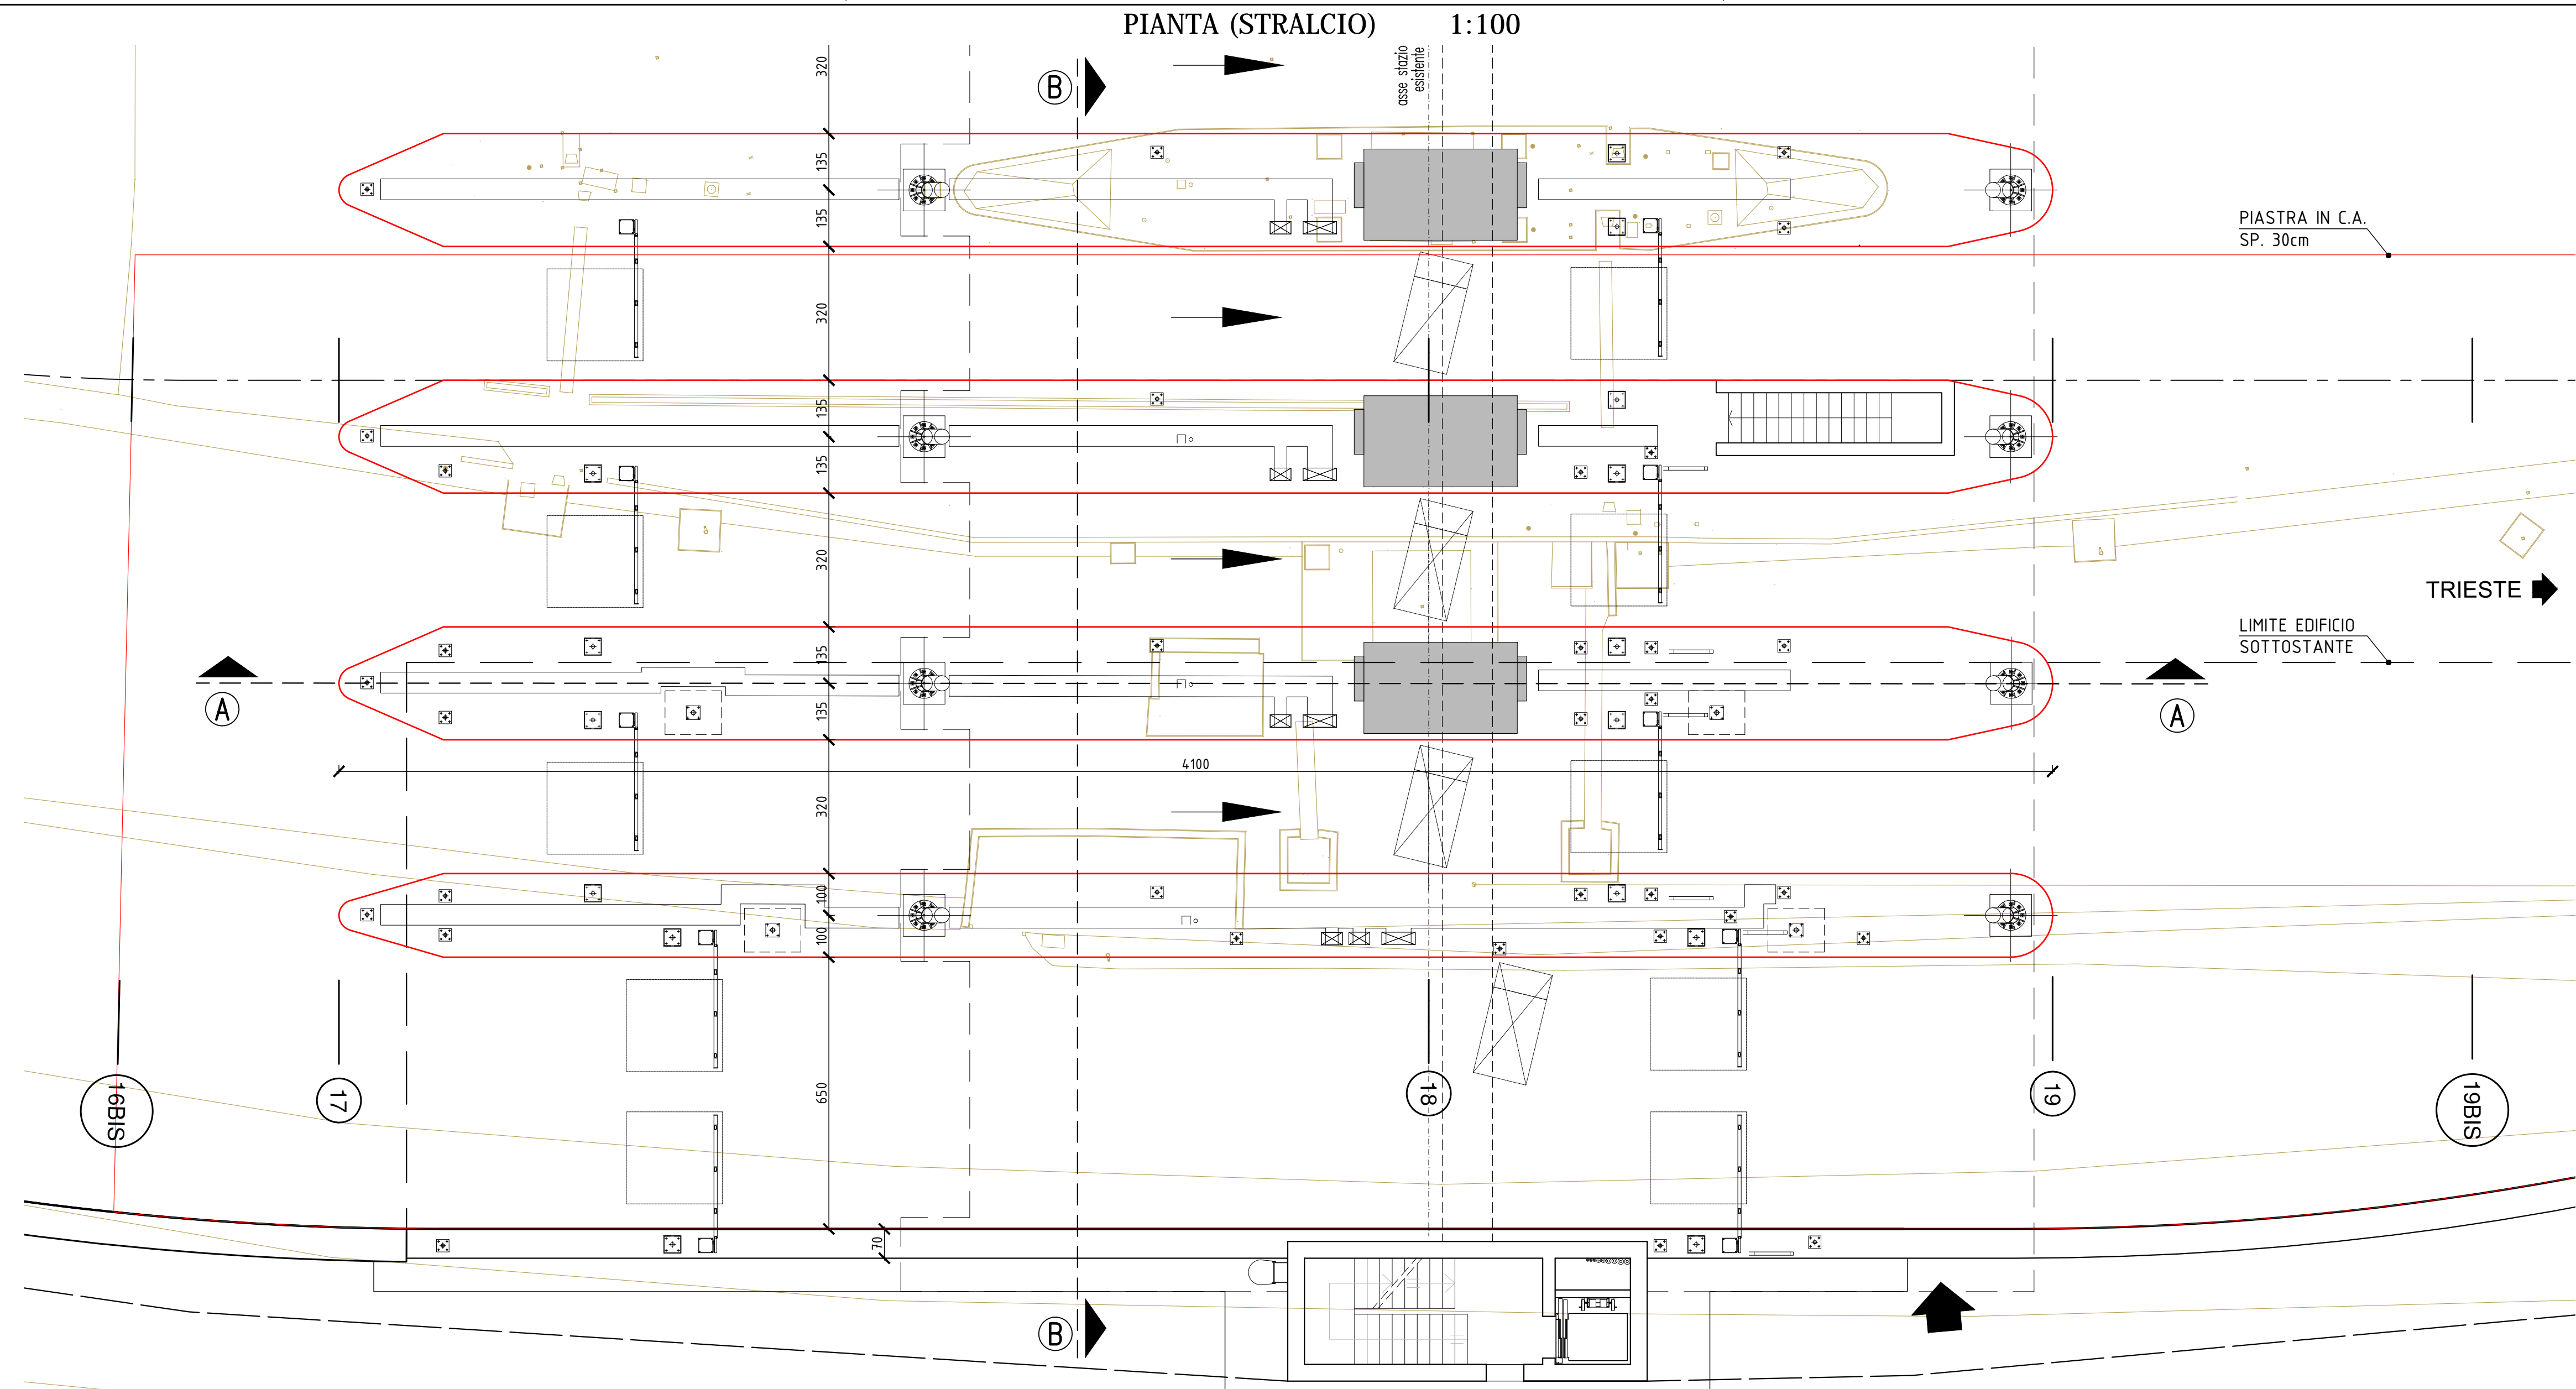 PIANTA (STRALCIO) 1:100
asse stazio
esistente
B
320
135
135
PIASTRA IN C.A.
SP. 30cm
320
135
135
320
TRIESTE
LIMITE EDIFICIO
SOTTOSTANTE
135
135
A
A
4100
320
100
100
650
16BIS
17
18
19
19BIS
70
B